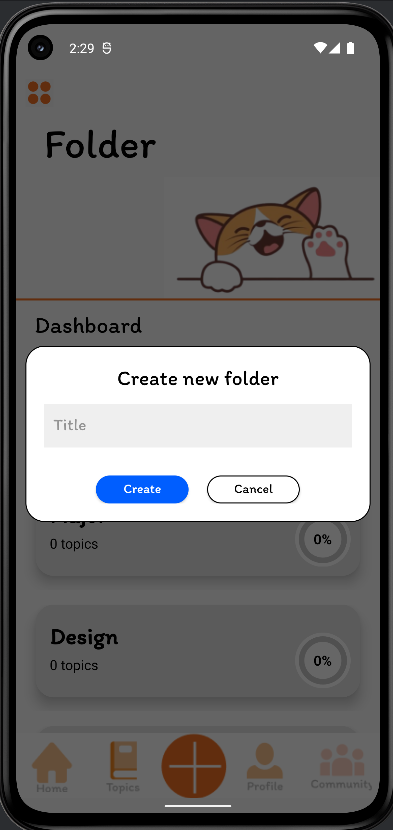 2:29
Folder
Dashboard
Create new folder
Title
Create Cancel
Major
0 topics
0%
Design
0 topics
0%
Home Topics Profile Community